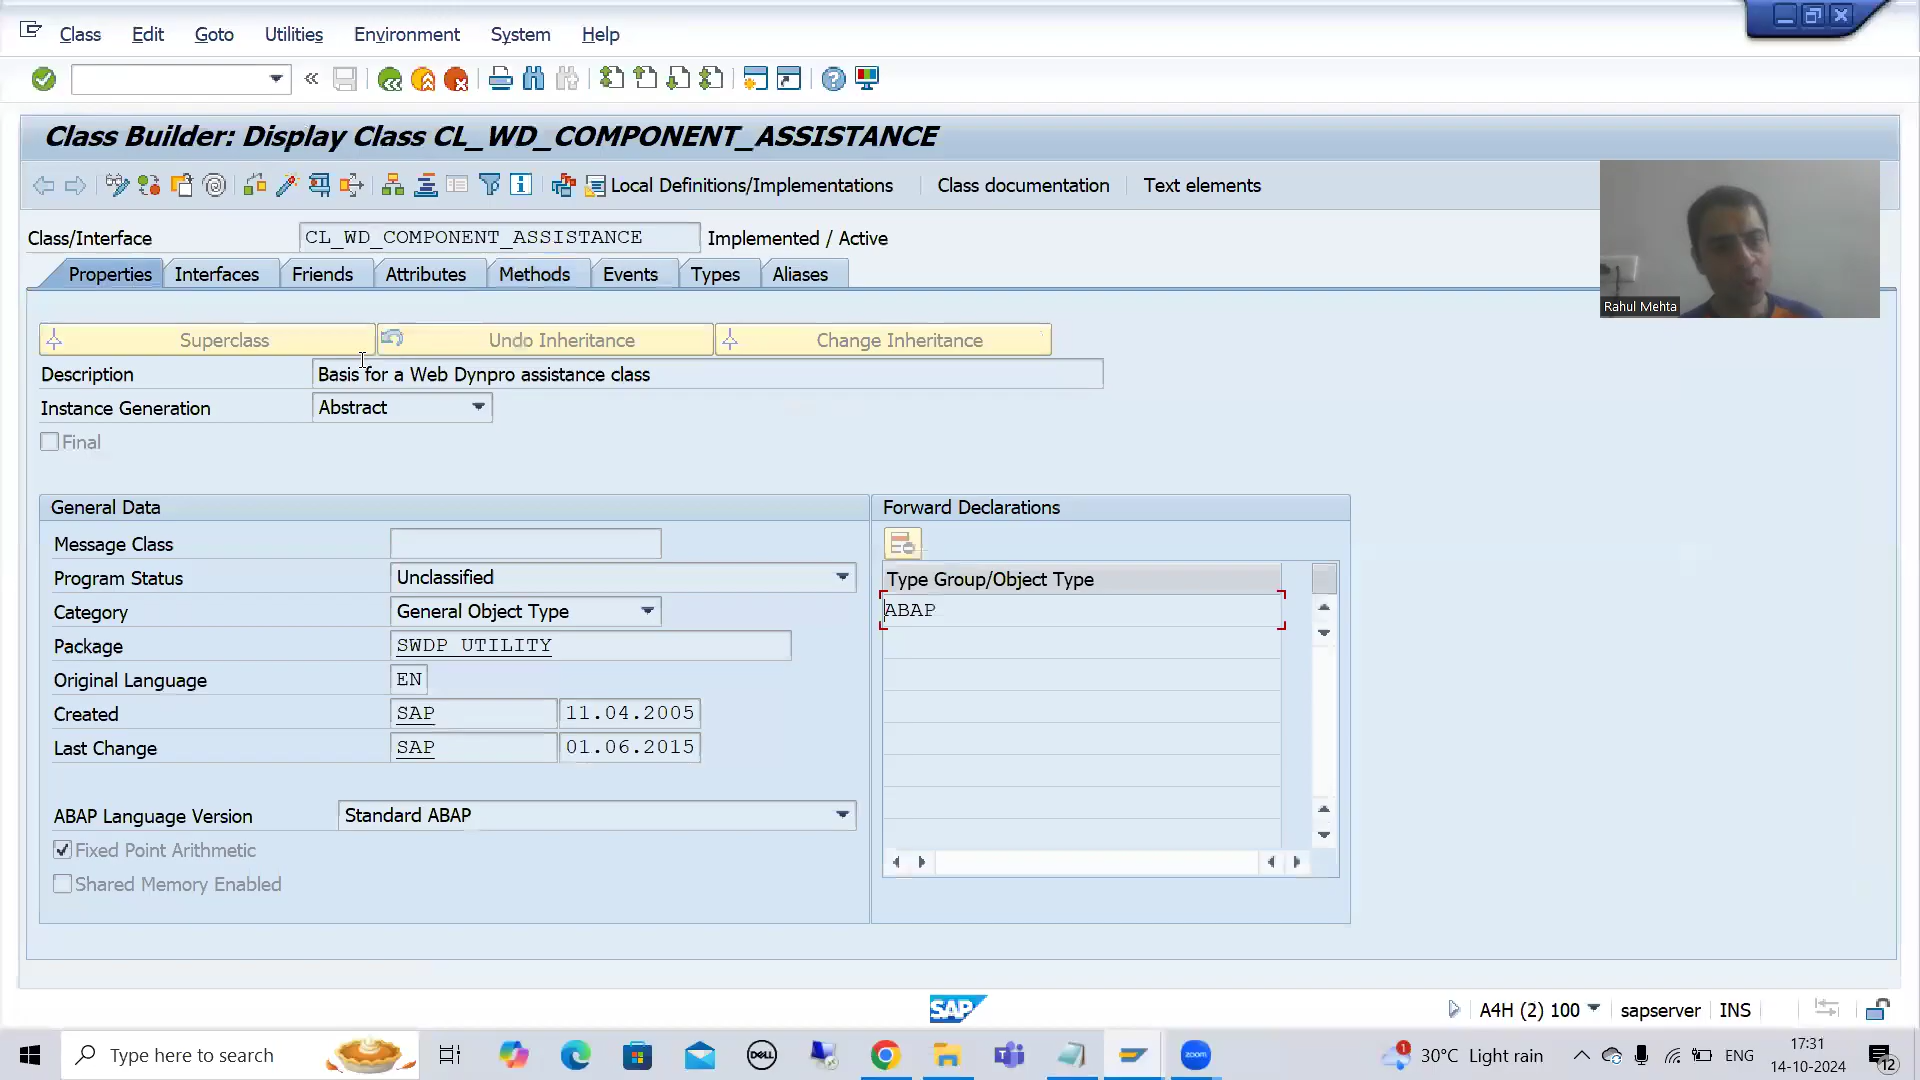 Class Edit Goto Utilities Environment System Help
Class Builder: Display Class CL_WD_COMPONENT_ASSISTANCE
Local Definitions/Implementations Class documentation Text elements
Class/Interface CL_WD_COMPONENT_ASSISTANCE Implemented / Active
Properties Interfaces Friends Attributes Methods Events Types Aliases
Rahul Mehta
Superclass Undo Inheritance Change Inheritance
Description Basis for a Web Dynpro assistance class
Instance Generation Abstract
Final
General Data
Message Class
Program Status Unclassified
Category General Object Type
Package SWDP_UTILITY
Original Language EN
Created SAP 11.04.2005
Last Change SAP 01.06.2015
ABAP Language Version Standard ABAP
Fixed Point Arithmetic
Shared Memory Enabled
Forward Declarations
Type Group/Object Type
ABAP
SAP A4H (2) 100 sapserver INS
Type here to search DELL zoom 1 30°C Light rain ENG
17:31
14-10-2024
12